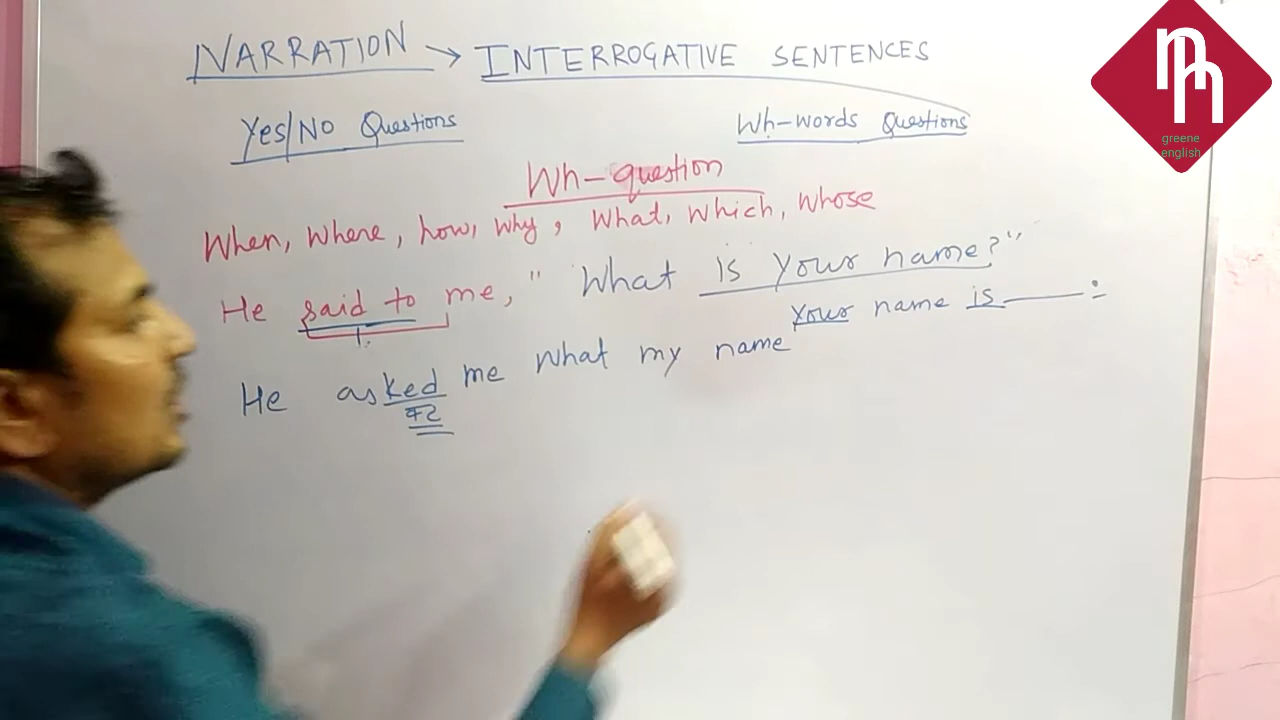 NARRATION → INTERROGATIVE SENTENCES
Yes/No Questions
Wh-words Questions
Wh-question
When, where, how, why, what, which, whose
He said to me, " What is your name?"
your name is
He asked me what my name
greene
english